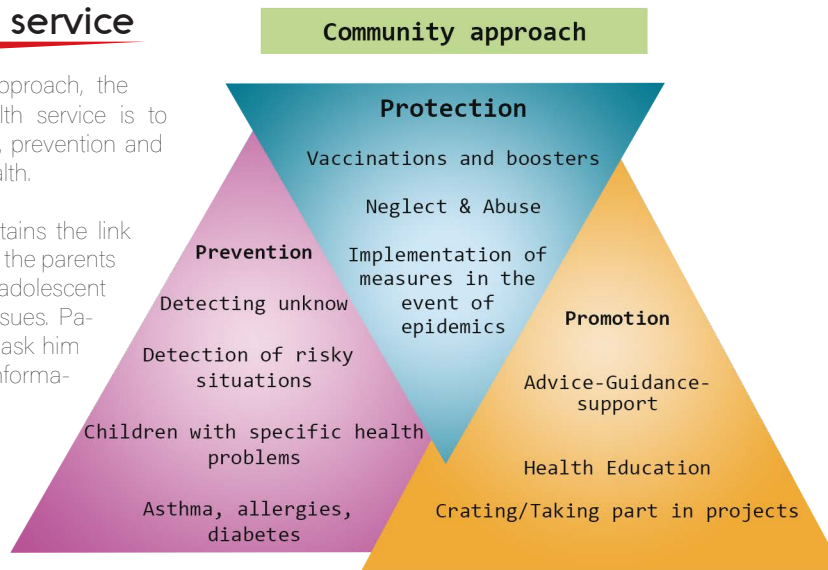 service
pproach, the
lth service is to
, prevention and
alth.
tains the link
the parents
adolescent
sues. Pa-
ask him
nforma-
Community approach
Protection
Vaccinations and boosters
Neglect & Abuse
Implementation of
measures in the
event of
epidemics
Prevention
Detecting unknow
Detection of risky
situations
Children with specific health
problems
Asthma, allergies,
diabetes
Promotion
Advice-Guidance-
support
Health Education
Crating/Taking part in projects